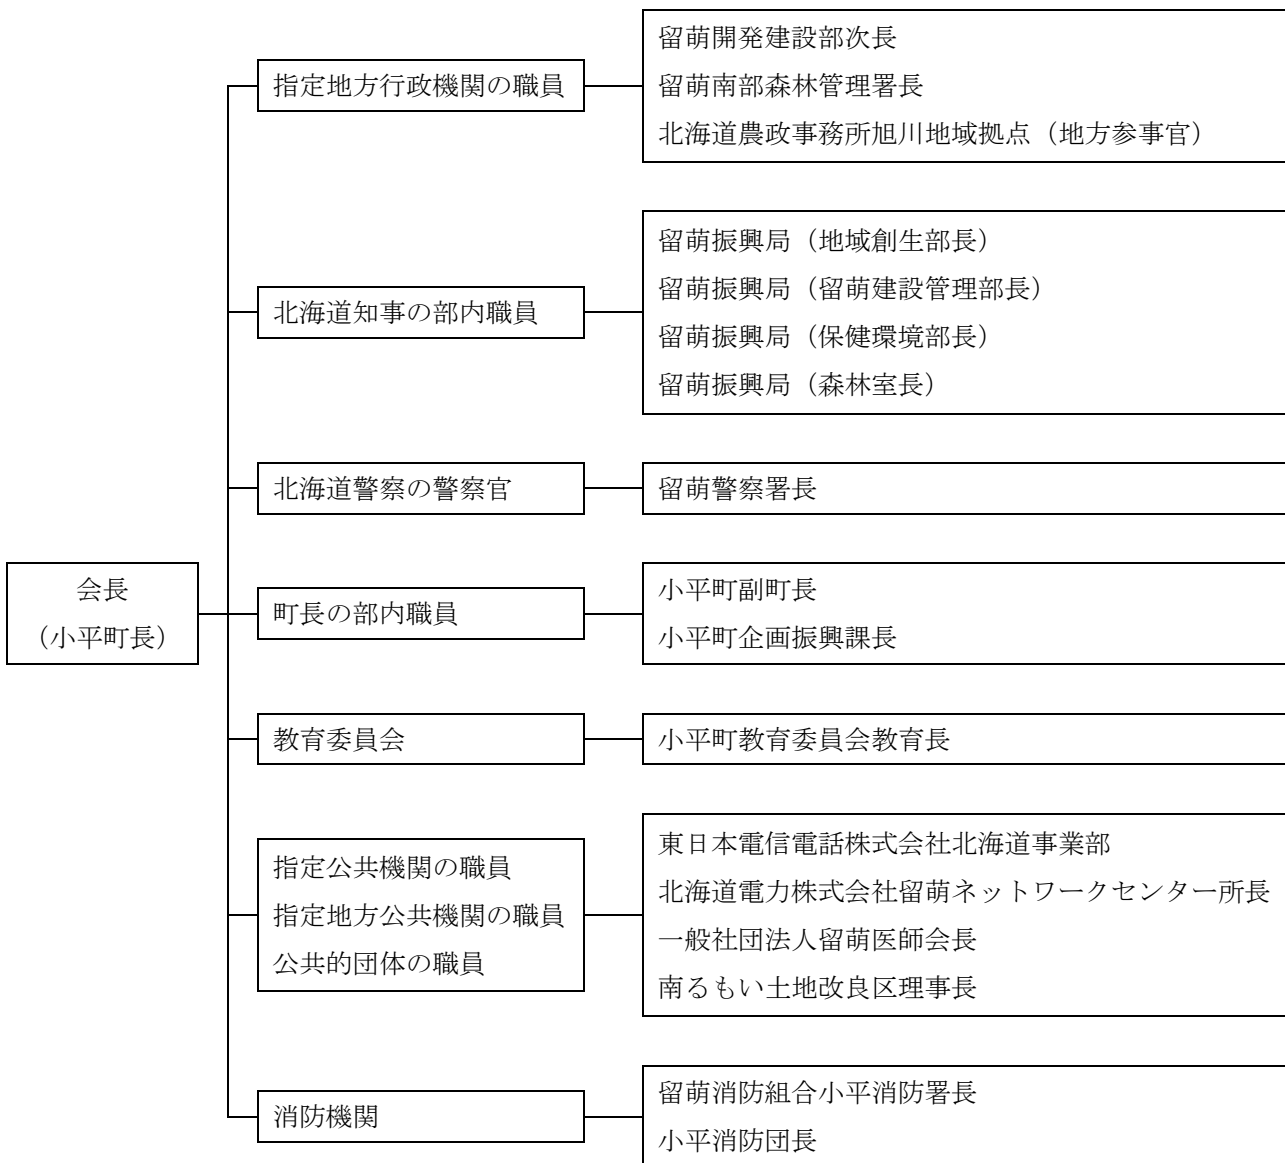 会長
（小平町長）
指定地方行政機関の職員
留萌開発建設部次長
留萌南部森林管理署長
北海道農政事務所旭川地域拠点（地方参事官）
北海道知事の部内職員
留萌振興局（地域創生部長）
留萌振興局（留萌建設管理部長）
留萌振興局（保健環境部長）
留萌振興局（森林室長）
北海道警察の警察官
留萌警察署長
町長の部内職員
小平町副町長
小平町企画振興課長
教育委員会
小平町教育委員会教育長
指定公共機関の職員
指定地方公共機関の職員
公共的団体の職員
東日本電信電話株式会社北海道事業部
北海道電力株式会社留萌ネットワークセンター所長
一般社団法人留萌医師会長
南るもい土地改良区理事長
消防機関
留萌消防組合小平消防署長
小平消防団長